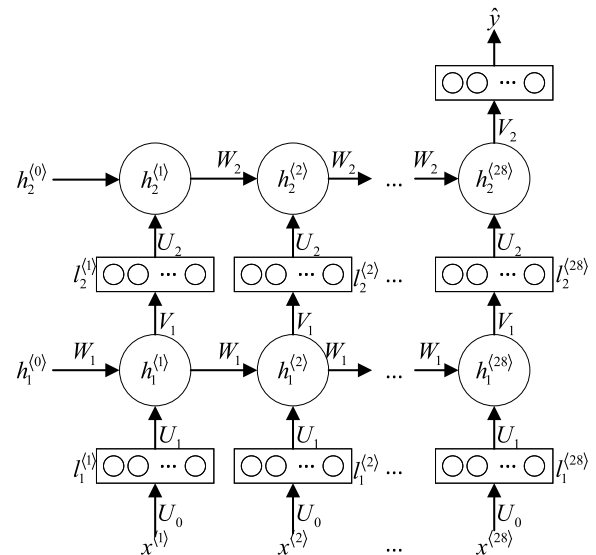 ŷ
...
V₂
h₂⟨⁰⟩ h₂⟨¹⟩ W₂ h₂⟨²⟩ W₂ ... W₂ h₂⟨²⁸⟩
U₂ U₂ U₂
l₂⟨¹⟩ ... ... l₂⟨²⟩ ... ... l₂⟨²⁸⟩
V₁ V₁ V₁
h₁⟨⁰⟩ W₁ h₁⟨¹⟩ W₁ h₁⟨²⟩ W₁ ... W₁ h₁⟨²⁸⟩
U₁ U₁ U₁
l₁⟨¹⟩ ... ... l₁⟨²⟩ ... ... l₁⟨²⁸⟩
U₀ U₀ U₀
x⟨¹⟩ x⟨²⟩ ... x⟨²⁸⟩